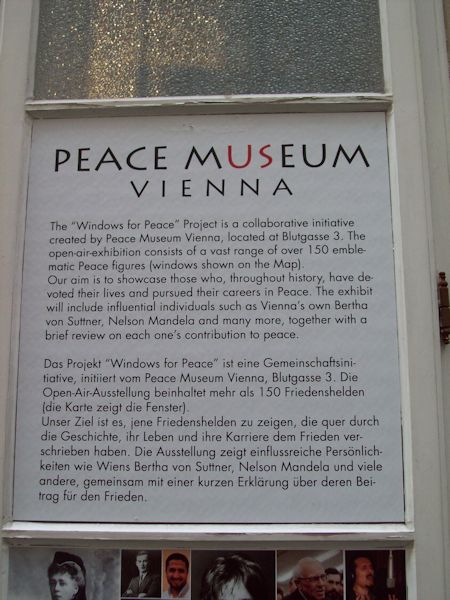 PEACE MUSEUM
VIENNA
The "Windows for Peace" Project is a collaborative initiative
created by Peace Museum Vienna, located at Blutgasse 3. The
open-air-exhibition consists of a vast range of over 150 emble-
matic Peace figures (windows shown on the Map).
Our aim is to showcase those who, throughout history, have de-
voted their lives and pursued their careers in Peace. The exhibit
will include influential individuals such as Vienna's own Bertha
von Suttner, Nelson Mandela and many more, together with a
brief review on each one's contribution to peace.
Das Projekt "Windows for Peace" ist eine Gemeinschaftsini-
tiative, initiiert vom Peace Museum Vienna, Blutgasse 3. Die
Open-Air-Ausstellung beinhaltet mehr als 150 Friedenshelden
(die Karte zeigt die Fenster).
Unser Ziel ist es, jene Friedenshelden zu zeigen, die quer durch
die Geschichte, ihr Leben und ihre Karriere dem Frieden ver-
schrieben haben. Die Ausstellung zeigt einflussreiche Persönlich-
keiten wie Wiens Bertha von Suttner, Nelson Mandela und viele
andere, gemeinsam mit einer kurzen Erklärung über deren Bei-
trag für den Frieden.